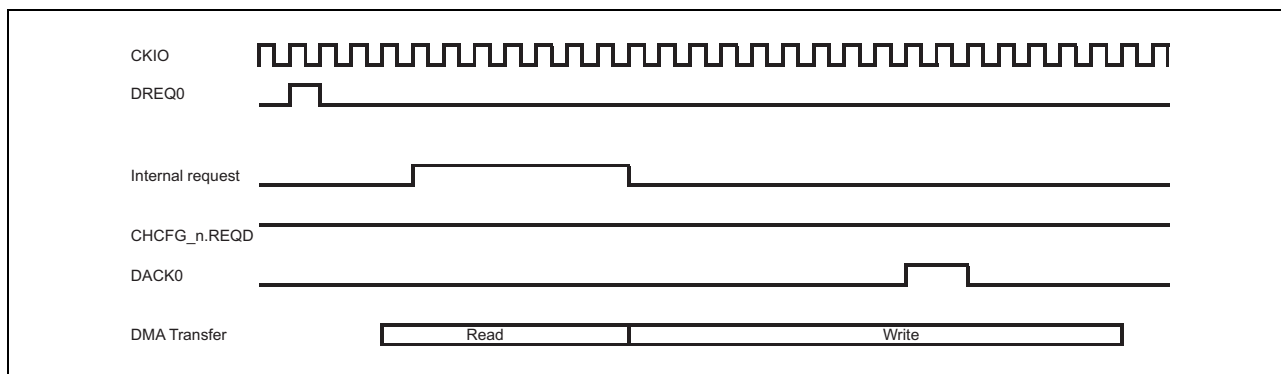 CKIO
DREQ0
Internal request
CHCFG_n.REQD
DACK0
DMA Transfer Read Write